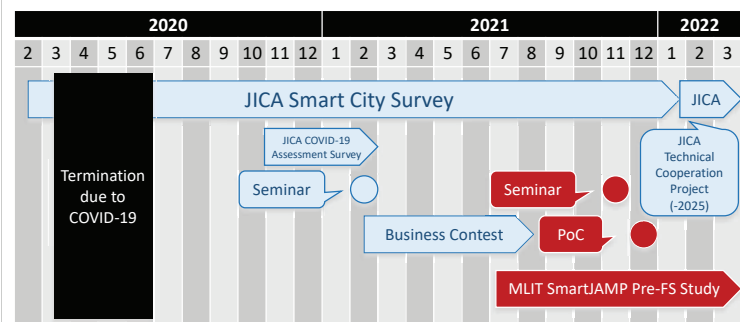 2020 2021 2022
2 3 4 5 6 7 8 9 10 11 12 1 2 3 4 5 6 7 8 9 10 11 12 1 2 3
JICA Smart City Survey
JICA
JICA COVID-19
Assessment Survey
JICA
Technical
Cooperation
Project
(-2025)
Termination
due to
COVID-19
Seminar
Seminar
Business Contest
PoC
MLIT SmartJAMP Pre-FS Study